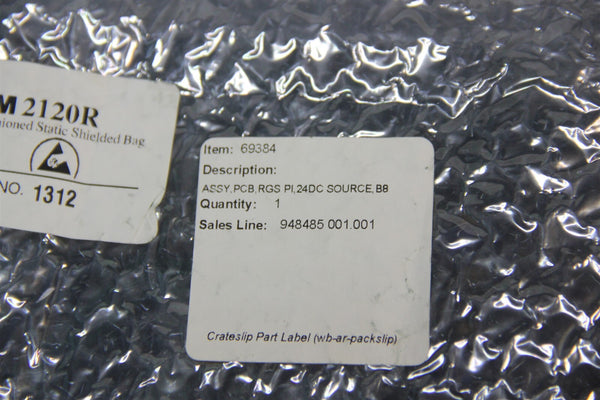 M 2120R
ioned Static Shielded Bag
NO. 1312
Item: 69384
Description:
ASSY,PCB,RGS PI,24DC SOURCE,BB
Quantity: 1
Sales Line: 948485 001.001
Crateslip Part Label (wb-ar-packslip)